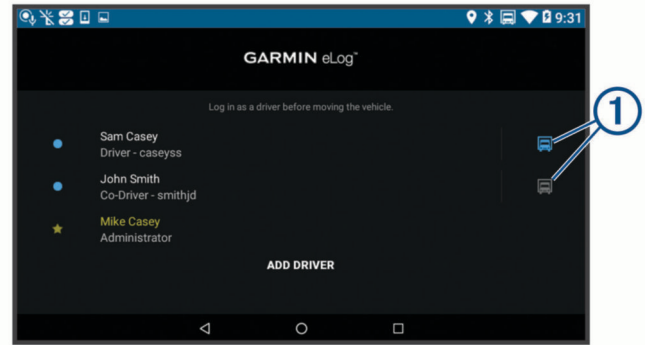 9:31
GARMIN eLog™
Log in as a driver before moving the vehicle.
Sam Casey
Driver - caseyss
John Smith
Co-Driver - smithjd
Mike Casey
Administrator
ADD DRIVER
1